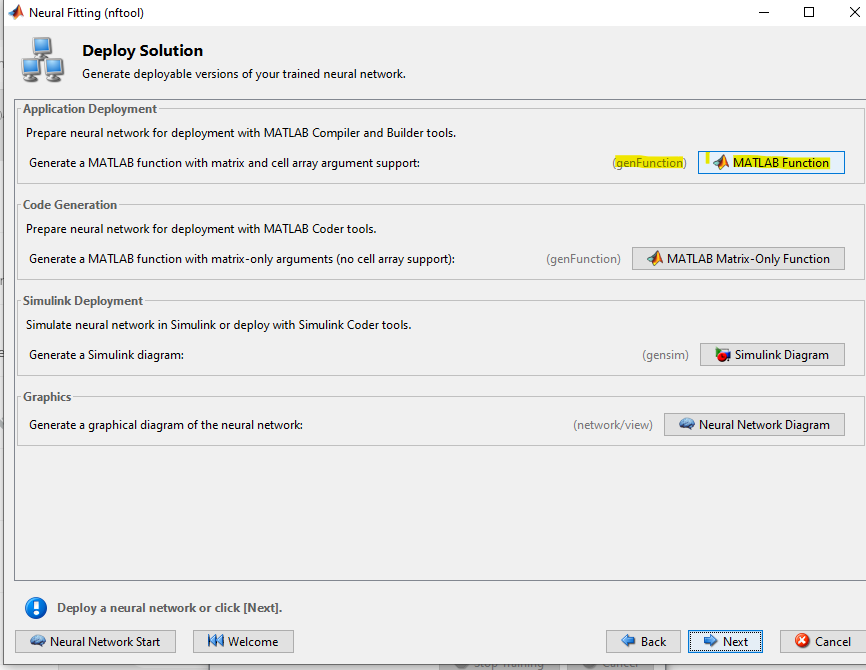 Neural Fitting (nftool)
Deploy Solution
Generate deployable versions of your trained neural network.
Application Deployment
Prepare neural network for deployment with MATLAB Compiler and Builder tools.
Generate a MATLAB function with matrix and cell array argument support: (genFunction) MATLAB Function
Code Generation
Prepare neural network for deployment with MATLAB Coder tools.
Generate a MATLAB function with matrix-only arguments (no cell array support): (genFunction) MATLAB Matrix-Only Function
Simulink Deployment
Simulate neural network in Simulink or deploy with Simulink Coder tools.
Generate a Simulink diagram: (gensim) Simulink Diagram
Graphics
Generate a graphical diagram of the neural network: (network/view) Neural Network Diagram
Deploy a neural network or click [Next].
Neural Network Start Welcome Back Next Cancel
Stop Training Cancel